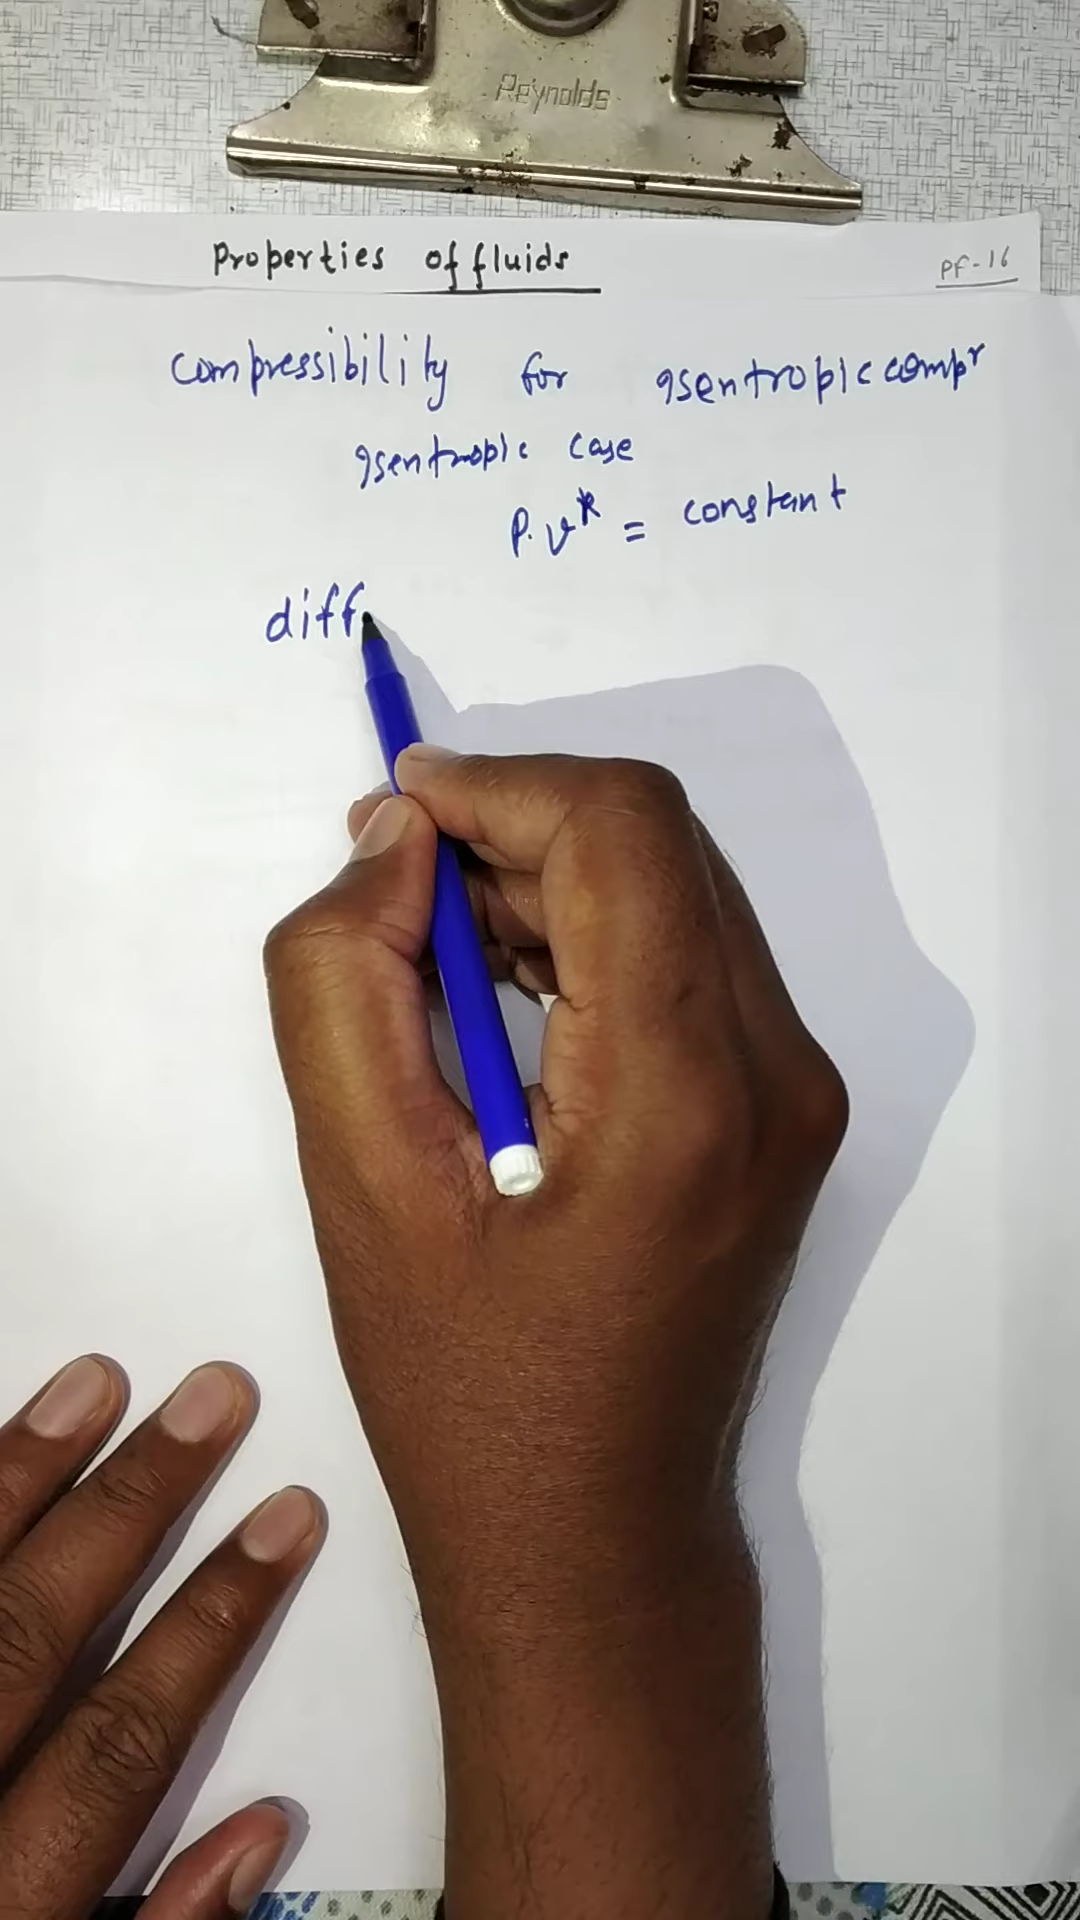 Reynolds
Properties of fluids
PF-16
compressibility for isentropic compr
isentropic case
P.v^k = constant
diff